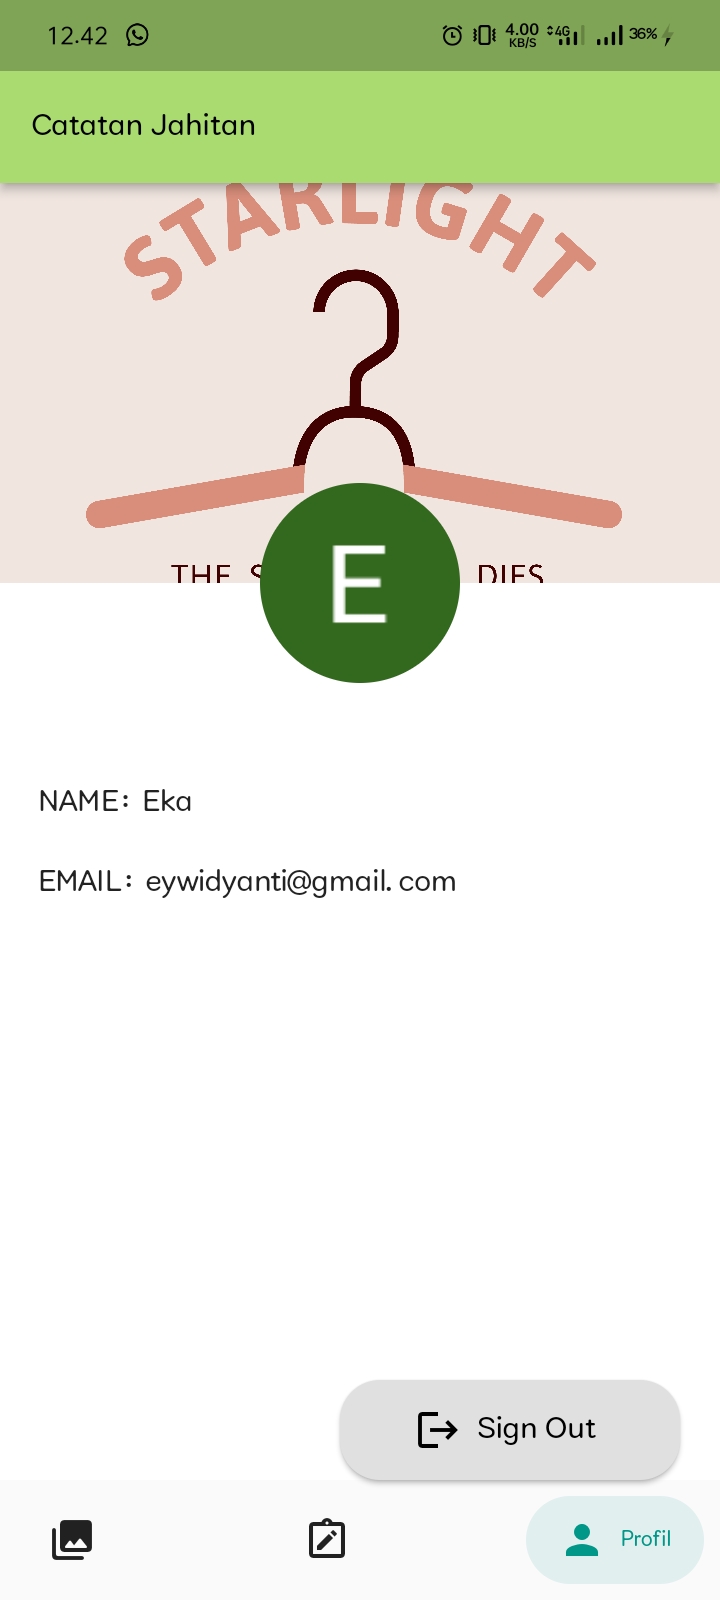 12.42
4.00
KB/S
4G
36%
Catatan Jahitan
STARLIGHT
THE
DIES
E
NAME: Eka
EMAIL: eywidyanti@gmail. com
Sign Out
Profil